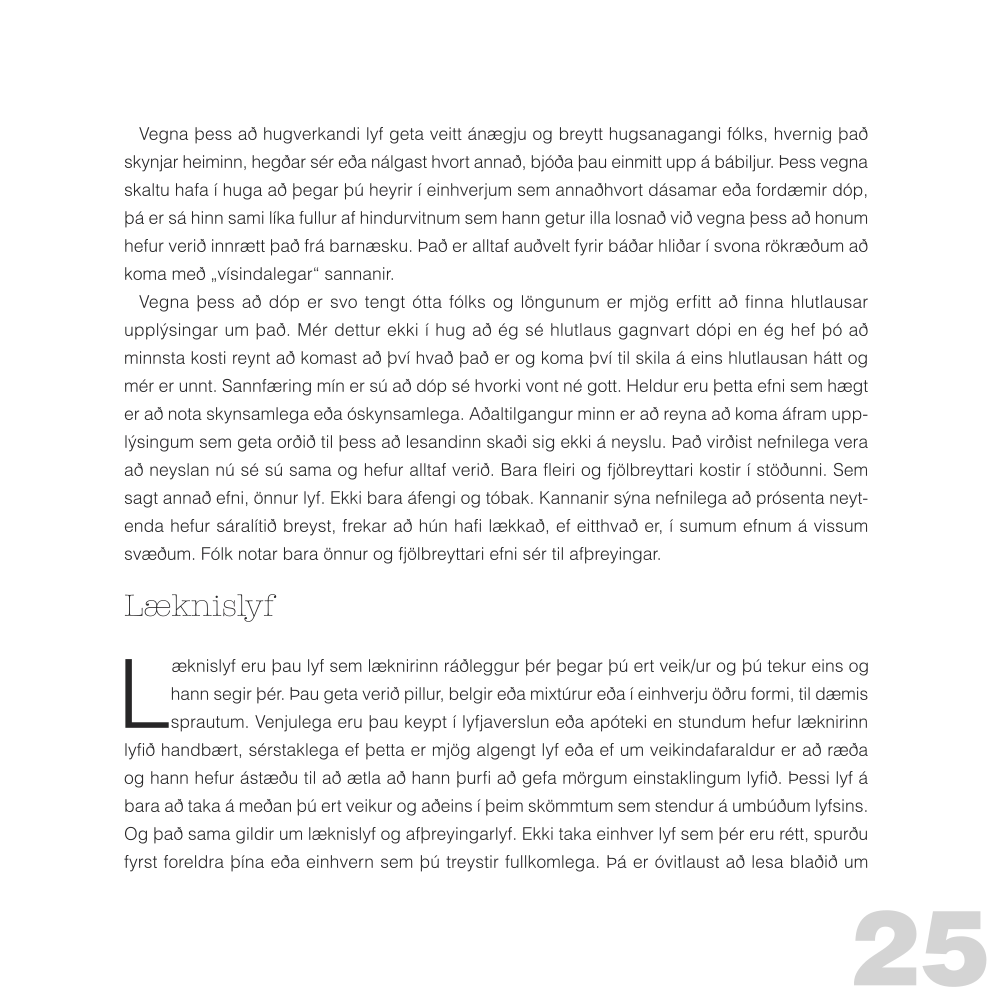 Vegna þess að hugverkandi lyf geta veitt ánægju og breytt hugsanagangi fólks, hvernig það
skynjar heiminn, hegðar sér eða nálgast hvort annað, bjóða þau einmitt upp á bábiljur. Þess vegna
skaltu hafa í huga að þegar þú heyrir í einhverjum sem annaðhvort dásamar eða fordæmir dóp,
þá er sá hinn sami líka fullur af hindurvitnum sem hann getur illa losnað við vegna þess að honum
hefur verið innrætt það frá barnæsku. Það er alltaf auðvelt fyrir báðar hliðar í svona rökræðum að
koma með „vísindalegar“ sannanir.
Vegna þess að dóp er svo tengt ótta fólks og löngunum er mjög erfitt að finna hlutlausar
upplýsingar um það. Mér dettur ekki í hug að ég sé hlutlaus gagnvart dópi en ég hef þó að
minnsta kosti reynt að komast að því hvað það er og koma því til skila á eins hlutlausan hátt og
mér er unnt. Sannfæring mín er sú að dóp sé hvorki vont né gott. Heldur eru þetta efni sem hægt
er að nota skynsamlega eða óskynsamlega. Aðaltilgangur minn er að reyna að koma áfram upp-
lýsingum sem geta orðið til þess að lesandinn skaði sig ekki á neyslu. Það virðist nefnilega vera
að neyslan nú sé sú sama og hefur alltaf verið. Bara fleiri og fjölbreyttari kostir í stöðunni. Sem
sagt annað efni, önnur lyf. Ekki bara áfengi og tóbak. Kannanir sýna nefnilega að prósenta neyt-
enda hefur sáralítið breyst, frekar að hún hafi lækkað, ef eitthvað er, í sumum efnum á vissum
svæðum. Fólk notar bara önnur og fjölbreyttari efni sér til afþreyingar.
Læknislyf
Læknislyf eru þau lyf sem læknirinn ráðleggur þér þegar þú ert veik/ur og þú tekur eins og
hann segir þér. Þau geta verið pillur, belgir eða mixtúrur eða í einhverju öðru formi, til dæmis
sprautum. Venjulega eru þau keypt í lyfjaverslun eða apóteki en stundum hefur læknirinn
lyfið handbært, sérstaklega ef þetta er mjög algengt lyf eða ef um veikindafaraldur er að ræða
og hann hefur ástæðu til að ætla að hann þurfi að gefa mörgum einstaklingum lyfið. Þessi lyf á
bara að taka á meðan þú ert veikur og aðeins í þeim skömmtum sem stendur á umbúðum lyfsins.
Og það sama gildir um læknislyf og afþreyingarlyf. Ekki taka einhver lyf sem þér eru rétt, spurðu
fyrst foreldra þína eða einhvern sem þú treystir fullkomlega. Þá er óvitlaust að lesa blaðið um
25